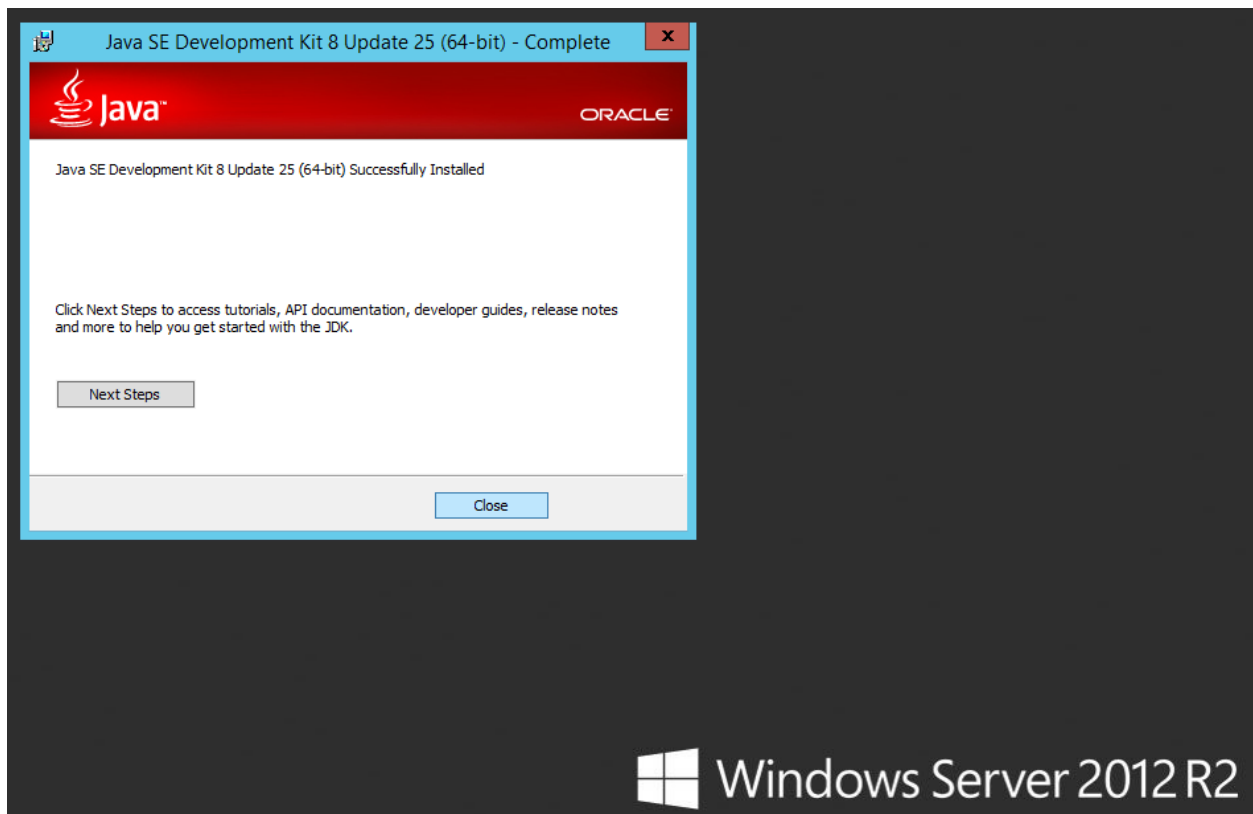 Java SE Development Kit 8 Update 25 (64-bit) - Complete
x
Java™
ORACLE
Java SE Development Kit 8 Update 25 (64-bit) Successfully Installed
Click Next Steps to access tutorials, API documentation, developer guides, release notes
and more to help you get started with the JDK.
Next Steps
Close
Windows Server 2012 R2